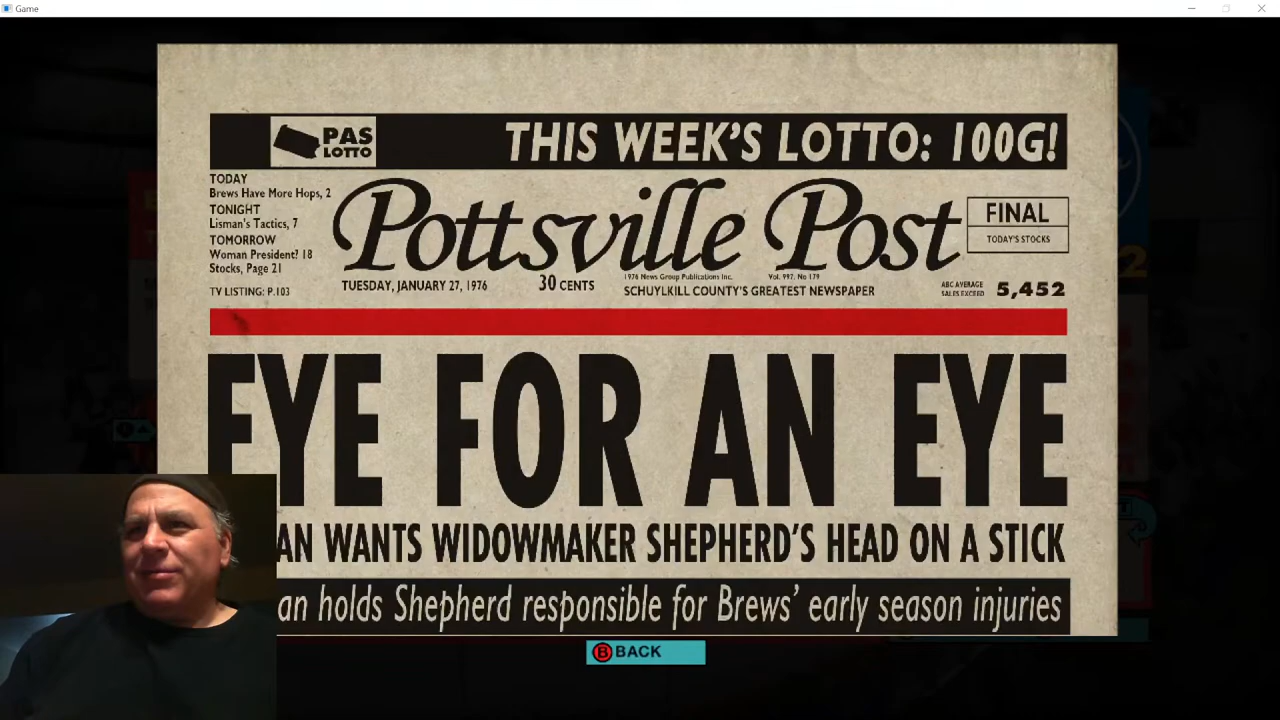 Game
PAS
LOTTO
THIS WEEK'S LOTTO: 100G!
TODAY
Brews Have More Hops, 2
TONIGHT
Lisman's Tactics, 7
TOMORROW
Woman President? 18
Stocks, Page 21
TV LISTING: P.103
Pottsville Post
TUESDAY, JANUARY 27, 1976
30 CENTS
1976 News Group Publications Inc.
Vol. 997. No 179
SCHUYLKILL COUNTY'S GREATEST NEWSPAPER
FINAL
TODAY'S STOCKS
ABC AVERAGE
SALES EXCEED
5,452
EYE FOR AN EYE
AN WANTS WIDOWMAKER SHEPHERD'S HEAD ON A STICK
an holds Shepherd responsible for Brews' early season injuries
B BACK